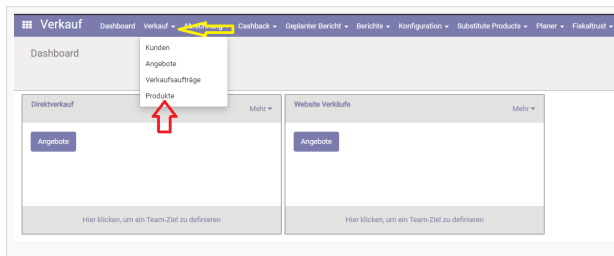 Verkauf Dashboard Verkauf Abrechnung Cashback Geplanter Bericht Berichte Konfiguration Substitute Products Planer Fiskaltrust
Dashboard
Kunden
Angebote
Verkaufsaufträge
Produkte
Direktverkauf Mehr
Angebote
Hier klicken, um ein Team-Ziel zu definieren
Website Verkäufe Mehr
Angebote
Hier klicken, um ein Team-Ziel zu definieren